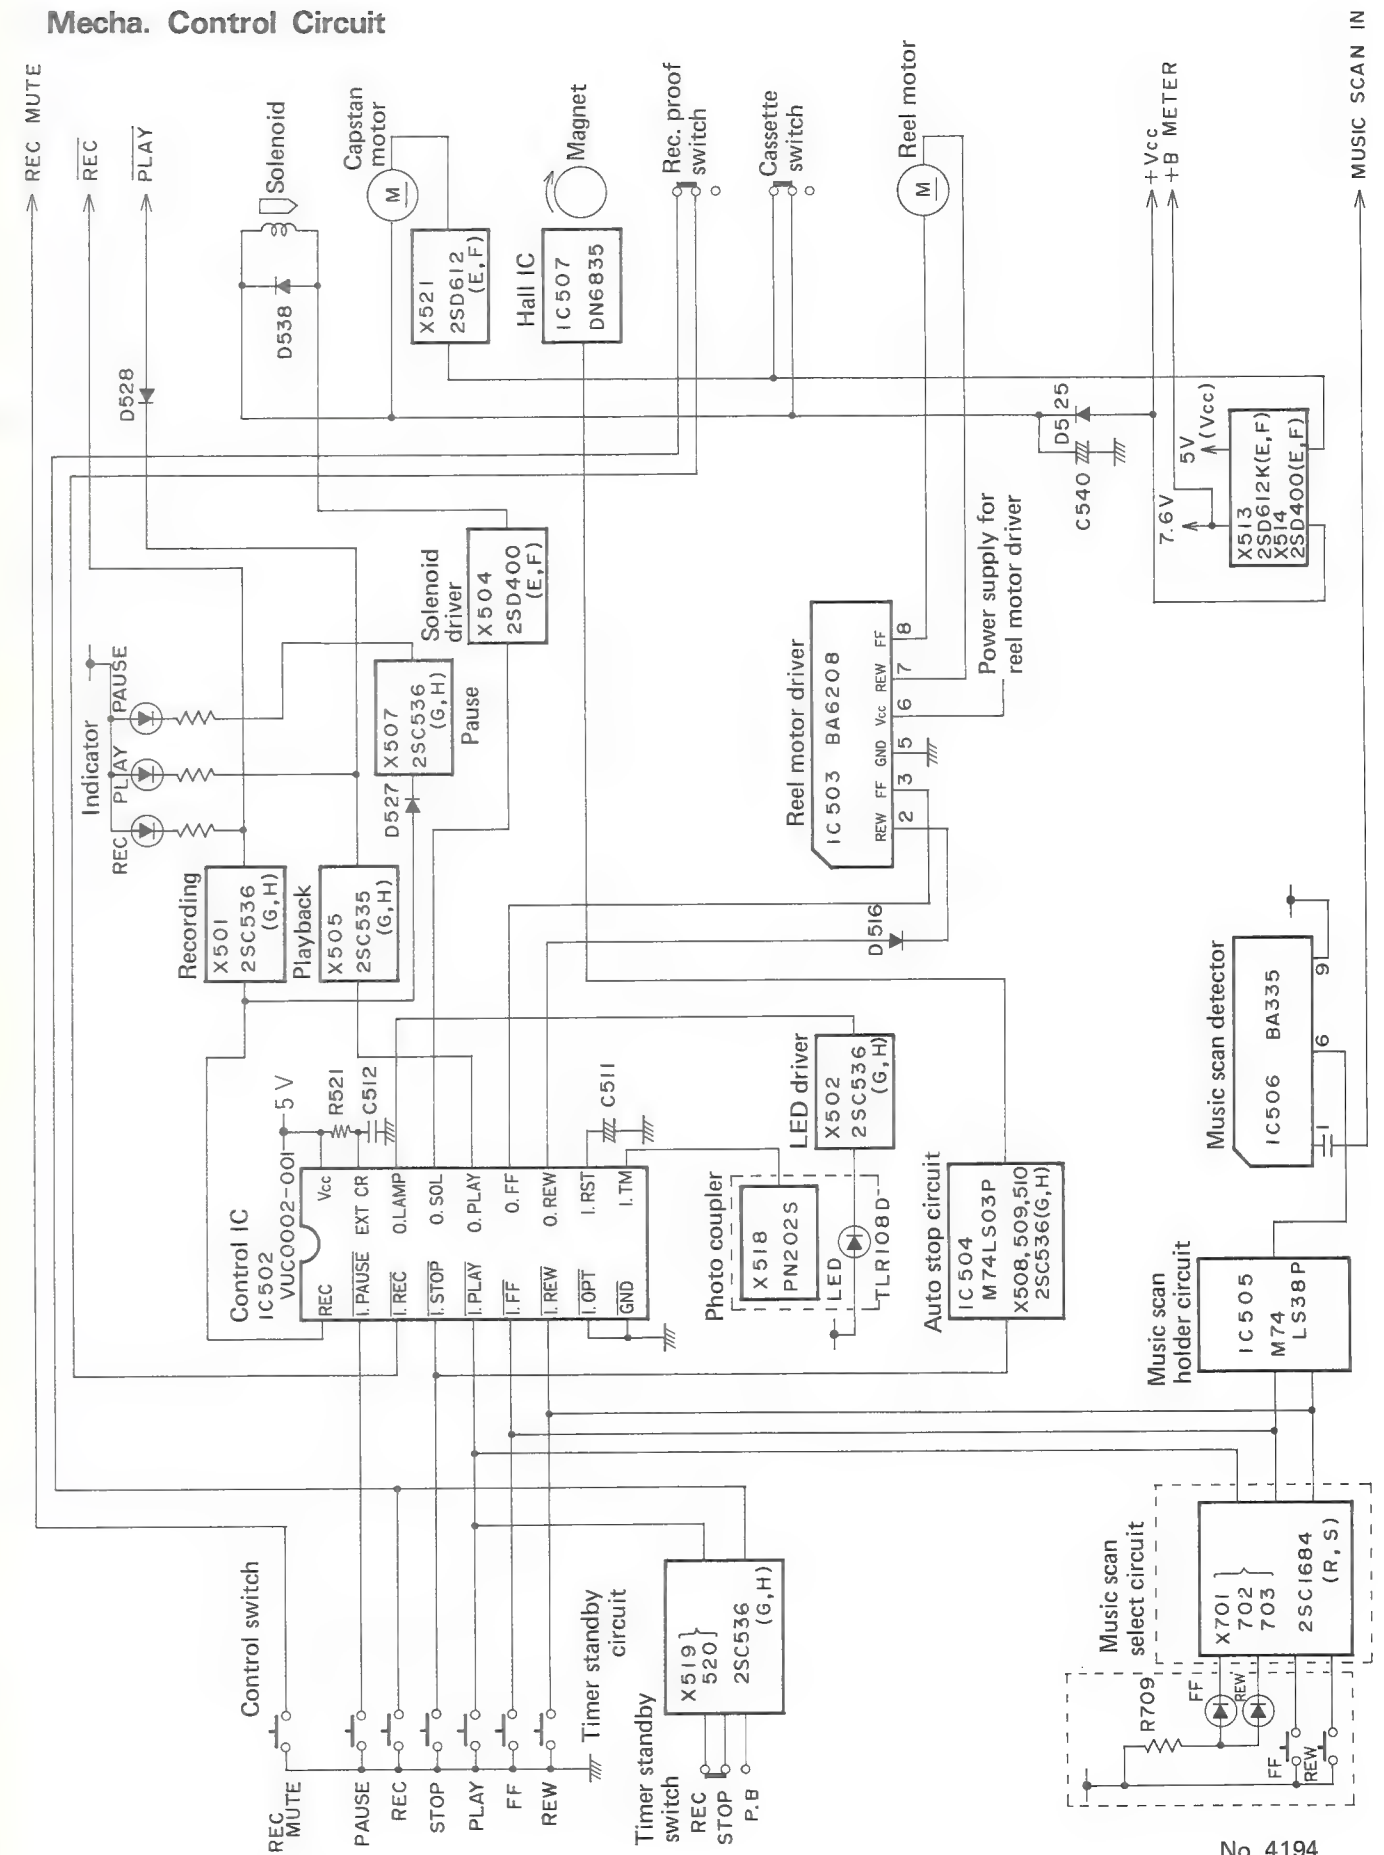 Mecha. Control Circuit
REC MUTE
REC
PLAY
Solenoid
Capstan
motor
Magnet
Rec. proof
switch
Cassette
switch
Reel motor
+Vcc
+B METER
MUSIC SCAN IN
M
M
D538
D528
X521
2SD612
(E,F)
Hall IC
IC507
DN6835
D525
C540
5V
(Vcc)
7.6V
X513
2SD612K(E,F)
X514
2SD400(E,F)
Indicator
REC
PLAY
PAUSE
Solenoid
driver
X504
2SD400
(E,F)
X507
2SC536
(G,H)
Pause
D527
Reel motor driver
IC503 BA6208
REW
FF
GND
Vcc
REW
FF
2
3
5
6
7
8
Power supply for
reel motor driver
Recording
X501
2SC536
(G,H)
Playback
X505
2SC535
(G,H)
D516
5V
R521
C512
C511
Control IC
IC502
VUC0002-001
Vcc
EXT CR
O.LAMP
O.SOL
O.PLAY
O.FF
O.REW
I.RST
I.TM
REC
I.PAUSE
I.REC
I.STOP
I.PLAY
I.FF
I.REW
I.OPT
GND
LED driver
X502
2SC536
(G,H)
Photo coupler
X518
PN202S
LED
TLR108D
Auto stop circuit
IC504
M74LS03P
X508,509,510
2SC536(G,H)
Music scan detector
IC506 BA335
1
6
9
Music scan
holder circuit
IC505
M74
LS38P
Control switch
REC
MUTE
PAUSE
REC
STOP
PLAY
FF
REW
Timer standby
circuit
X519
520
2SC536
(G,H)
Timer standby
switch
REC
STOP
P.B
Music scan
select circuit
X701
702
703
2SC1684
(R,S)
R709
FF
REW
FF
REW
No. 4194